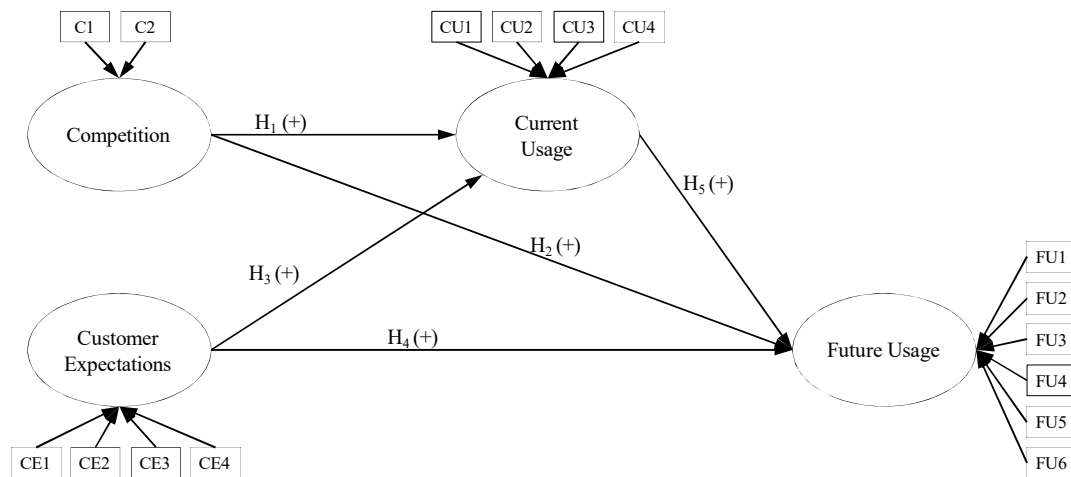 C1
C2
CU1
CU2
CU3
CU4
Competition
H₁ (+)
Current
Usage
H₅ (+)
H₂ (+)
H₃ (+)
Customer
Expectations
H₄ (+)
Future Usage
FU1
FU2
FU3
FU4
FU5
FU6
CE1
CE2
CE3
CE4